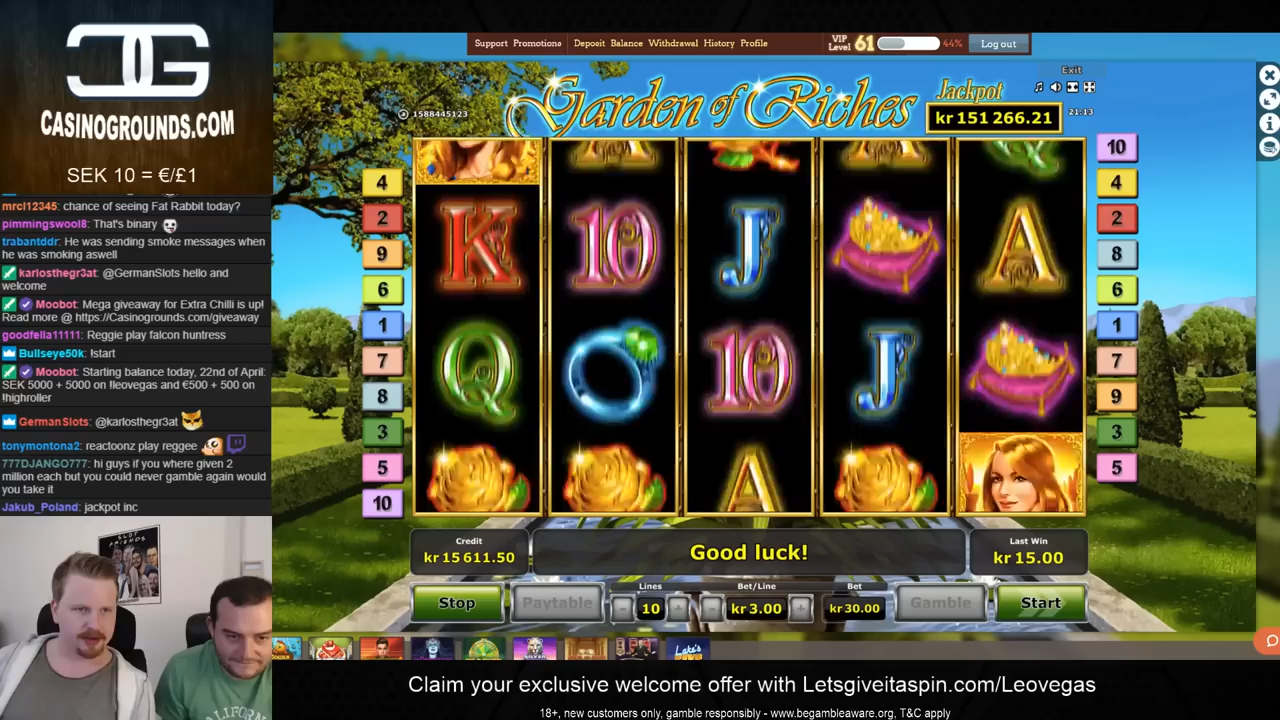 CG
CASINOGROUNDS.COM
SEK 10 = €/£1
mrcl12345: chance of seeing Fat Rabbit today?
pimmingswool8: That's binary
trabantddr: He was sending smoke messages when
he was smoking aswell
karlosthegr3at: @GermanSlots hello and
welcome
Moobot: Mega giveaway for Extra Chilli is up!
Read more @ https://Casinogrounds.com/giveaway
goodfella11111: Reggie play falcon huntress
Bullseye50k: !start
Moobot: Starting balance today, 22nd of April:
SEK 5000 + 5000 on !leovegas and €500 + 500 on
!highroller
GermanSlots: @karlosthegr3at
tonymontona2: reactoonz play reggee
777DJANGO777: hi guys if you where given 2
million each but you could never gamble again would
you take it
Jakub_Poland: jackpot inc
SLOT
FRIENDS
CALIFORNI
Support Promotions Deposit Balance Withdrawal History Profile
VIP
Level 61 44% Log out
Exit
1588445123
Garden of Riches
Jackpot
kr 151 266.21
21:13
10
4 4
2 2
9 8
6 6
1 1
7 7
8 9
3 3
5 5
10
A A
K 10 J A
Q 10 J
A
Credit
kr 15 611.50
Good luck!
Last Win
kr 15.00
Lines Bet/Line Bet
Stop Paytable - 10 + - kr 3.00 + kr 30.00 Gamble Start
Claim your exclusive welcome offer with Letsgiveitaspin.com/Leovegas
18+, new customers only, gamble responsibly - www.begambleaware.org, T&C apply